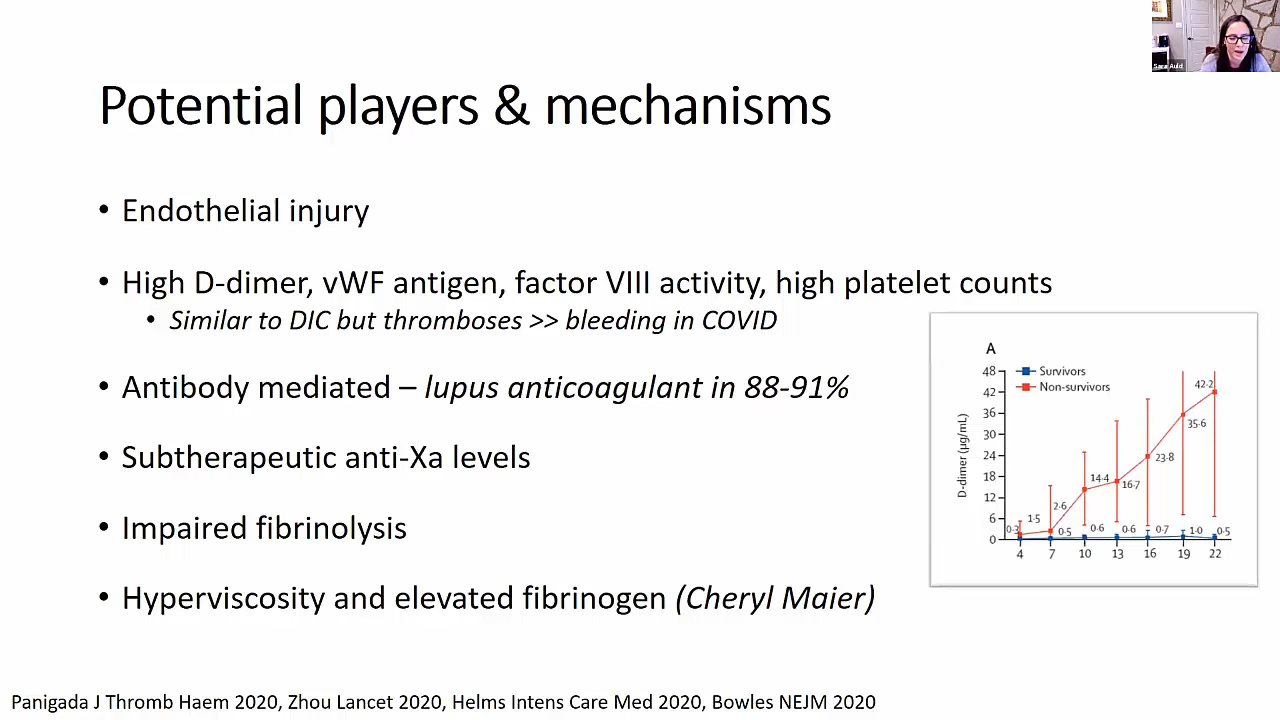 Sara Auld
Potential players & mechanisms
• Endothelial injury
• High D-dimer, vWF antigen, factor VIII activity, high platelet counts
• Similar to DIC but thromboses >> bleeding in COVID
• Antibody mediated – lupus anticoagulant in 88-91%
• Subtherapeutic anti-Xa levels
• Impaired fibrinolysis
• Hyperviscosity and elevated fibrinogen (Cheryl Maier)
A
Survivors
Non-survivors
D-dimer (µg/mL)
48
42
36
30
24
18
12
6
0
1·5
2·6
14·4
16·7
23·8
35·6
42·2
0·3
0·5
0·6
0·6
0·7
1·0
0·5
4 7 10 13 16 19 22
Panigada J Thromb Haem 2020, Zhou Lancet 2020, Helms Intens Care Med 2020, Bowles NEJM 2020